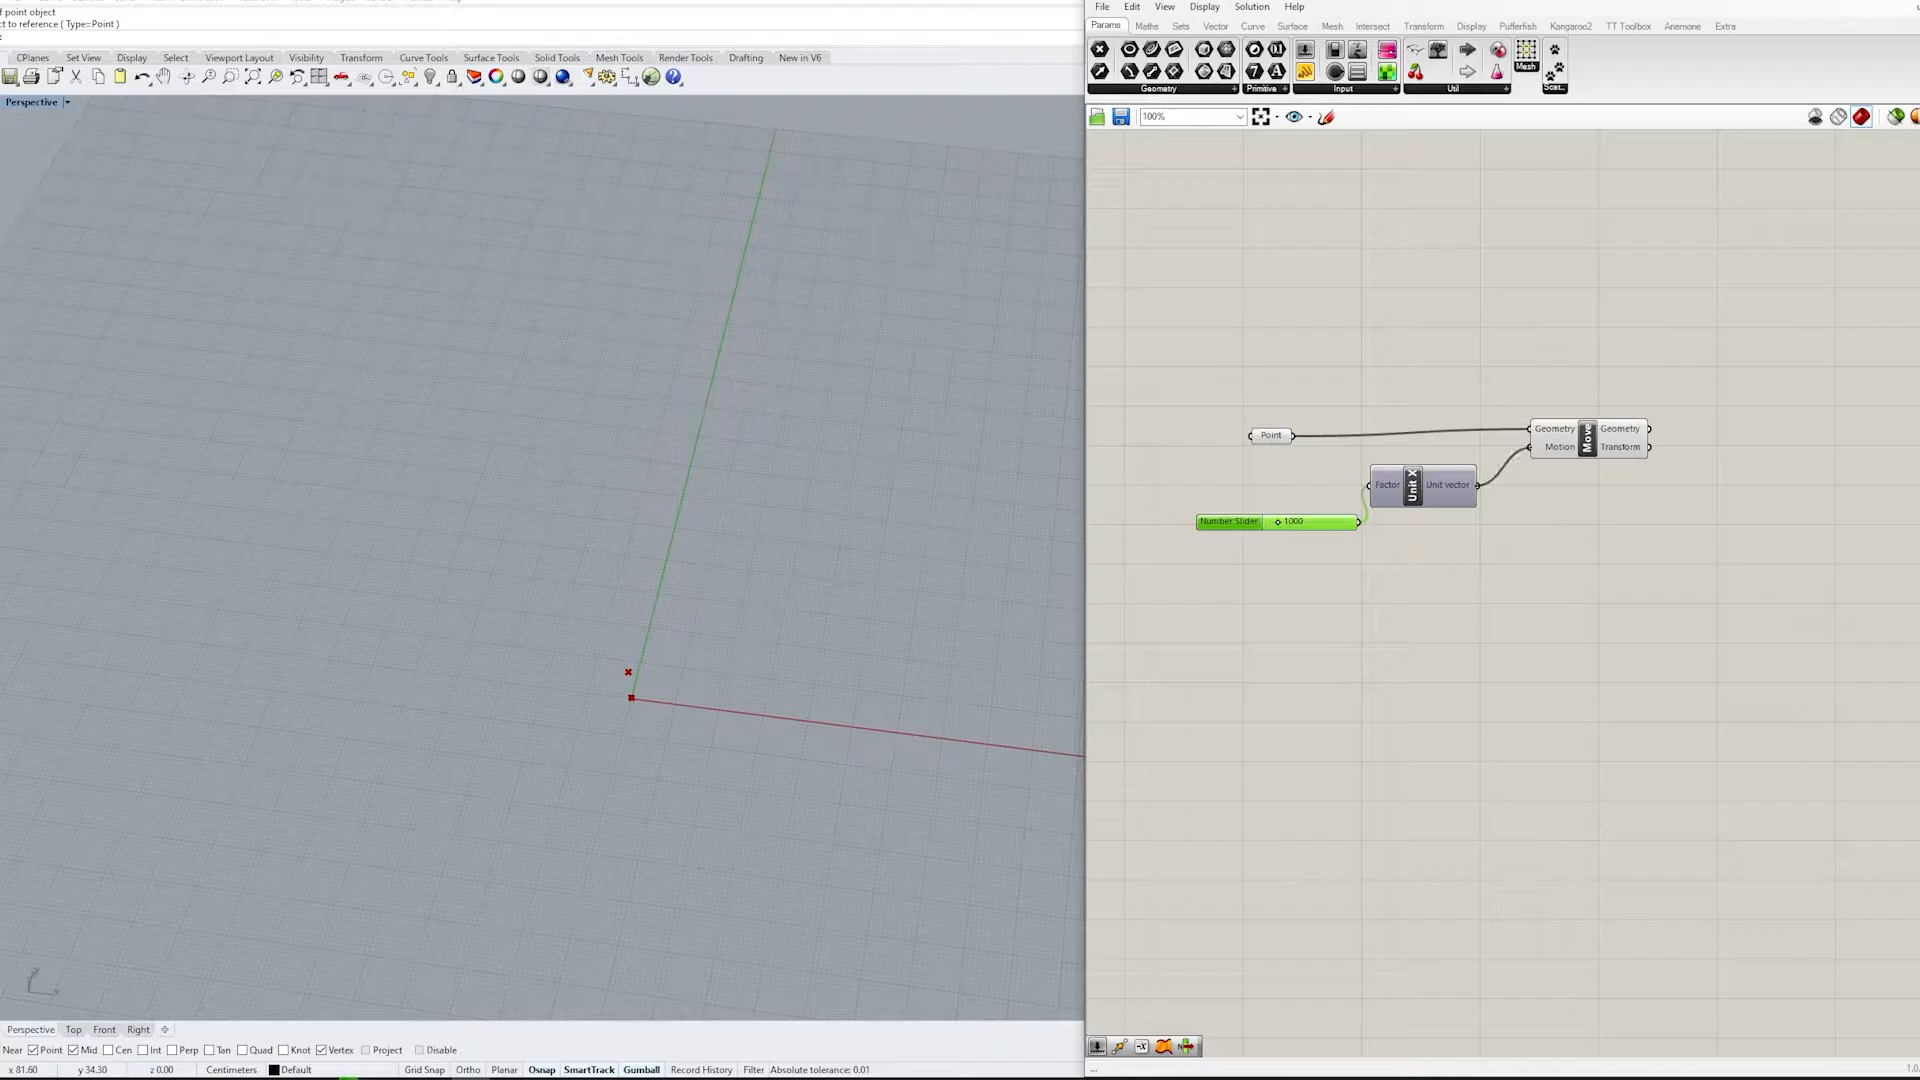 f point object
ct to reference ( Type=Point )
CPlanes Set View Display Select Viewport Layout Visibility Transform Curve Tools Surface Tools Solid Tools Mesh Tools Render Tools Drafting New in V6
Perspective
File Edit View Display Solution Help
Params Maths Sets Vector Curve Surface Mesh Intersect Transform Display Pufferfish Kangaroo2 TT Toolbox Anemone Extra
Mesh
Geometry Primitive Input Util Scat...
100%
Point
Geometry Move Geometry
Motion Transform
Factor Unit X Unit vector
Number Slider 1000
Perspective Top Front Right
Near Point Mid Cen Int Perp Tan Quad Knot Vertex Project Disable
x 81.60 y 34.30 z 0.00 Centimeters Default Grid Snap Ortho Planar Osnap SmartTrack Gumball Record History Filter Absolute tolerance: 0.01
...
1.0